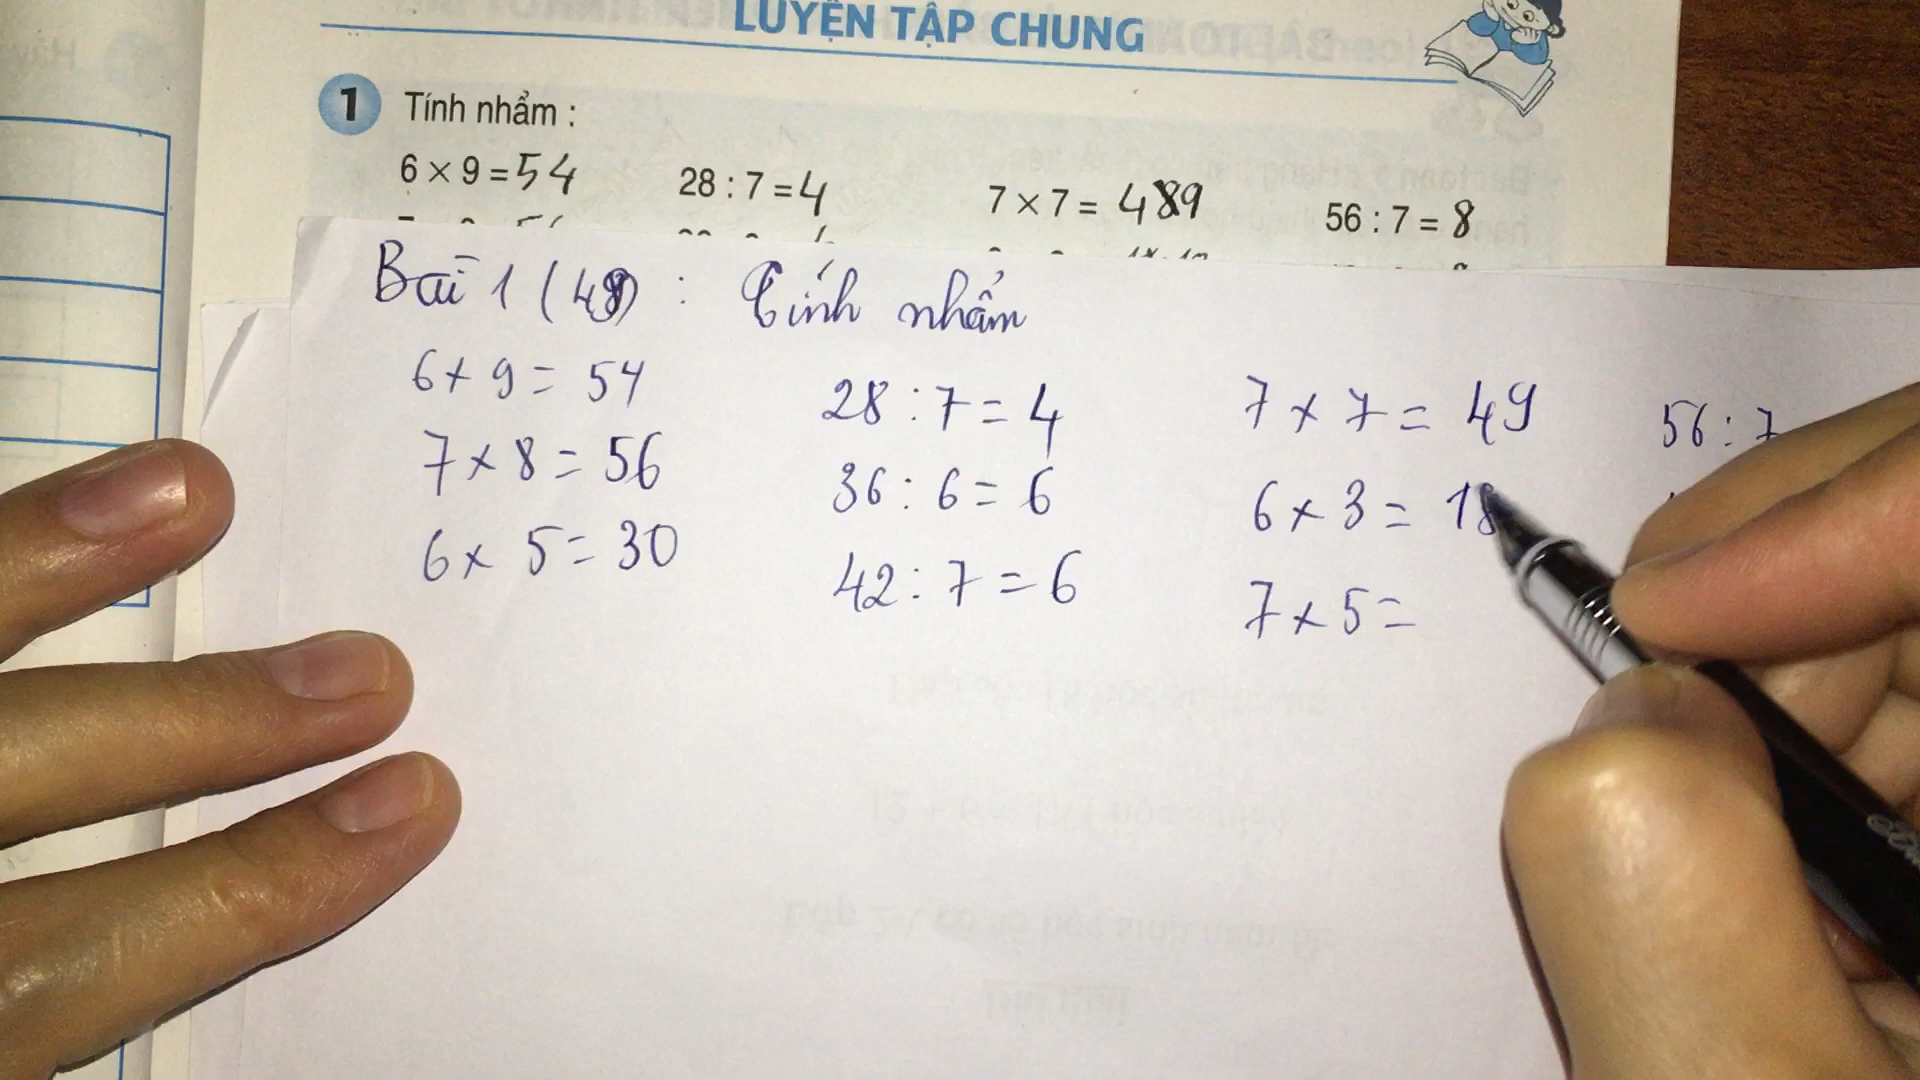 LUYỆN TẬP CHUNG
1 Tính nhẩm :
6 × 9 = 54 28 : 7 = 4 7 × 7 = 489 56 : 7 = 8
Bài 1 (49) : Tính nhẩm
6 × 9 = 54 28 : 7 = 4 7 × 7 = 49 56 : 7
7 × 8 = 56 36 : 6 = 6 6 × 3 = 18
6 × 5 = 30 42 : 7 = 6 7 × 5 =